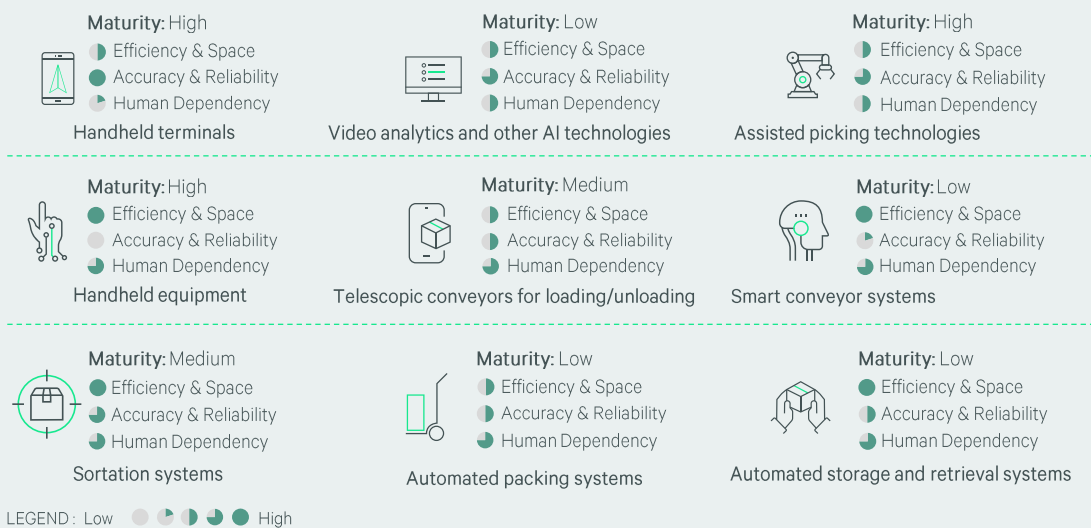 Maturity: High
Efficiency & Space
Accuracy & Reliability
Human Dependency
Handheld terminals
Maturity: Low
Efficiency & Space
Accuracy & Reliability
Human Dependency
Video analytics and other AI technologies
Maturity: High
Efficiency & Space
Accuracy & Reliability
Human Dependency
Assisted picking technologies
Maturity: High
Efficiency & Space
Accuracy & Reliability
Human Dependency
Handheld equipment
Maturity: Medium
Efficiency & Space
Accuracy & Reliability
Human Dependency
Telescopic conveyors for loading/unloading
Maturity: Low
Efficiency & Space
Accuracy & Reliability
Human Dependency
Smart conveyor systems
Maturity: Medium
Efficiency & Space
Accuracy & Reliability
Human Dependency
Sortation systems
Maturity: Low
Efficiency & Space
Accuracy & Reliability
Human Dependency
Automated packing systems
Maturity: Low
Efficiency & Space
Accuracy & Reliability
Human Dependency
Automated storage and retrieval systems
LEGEND: Low High